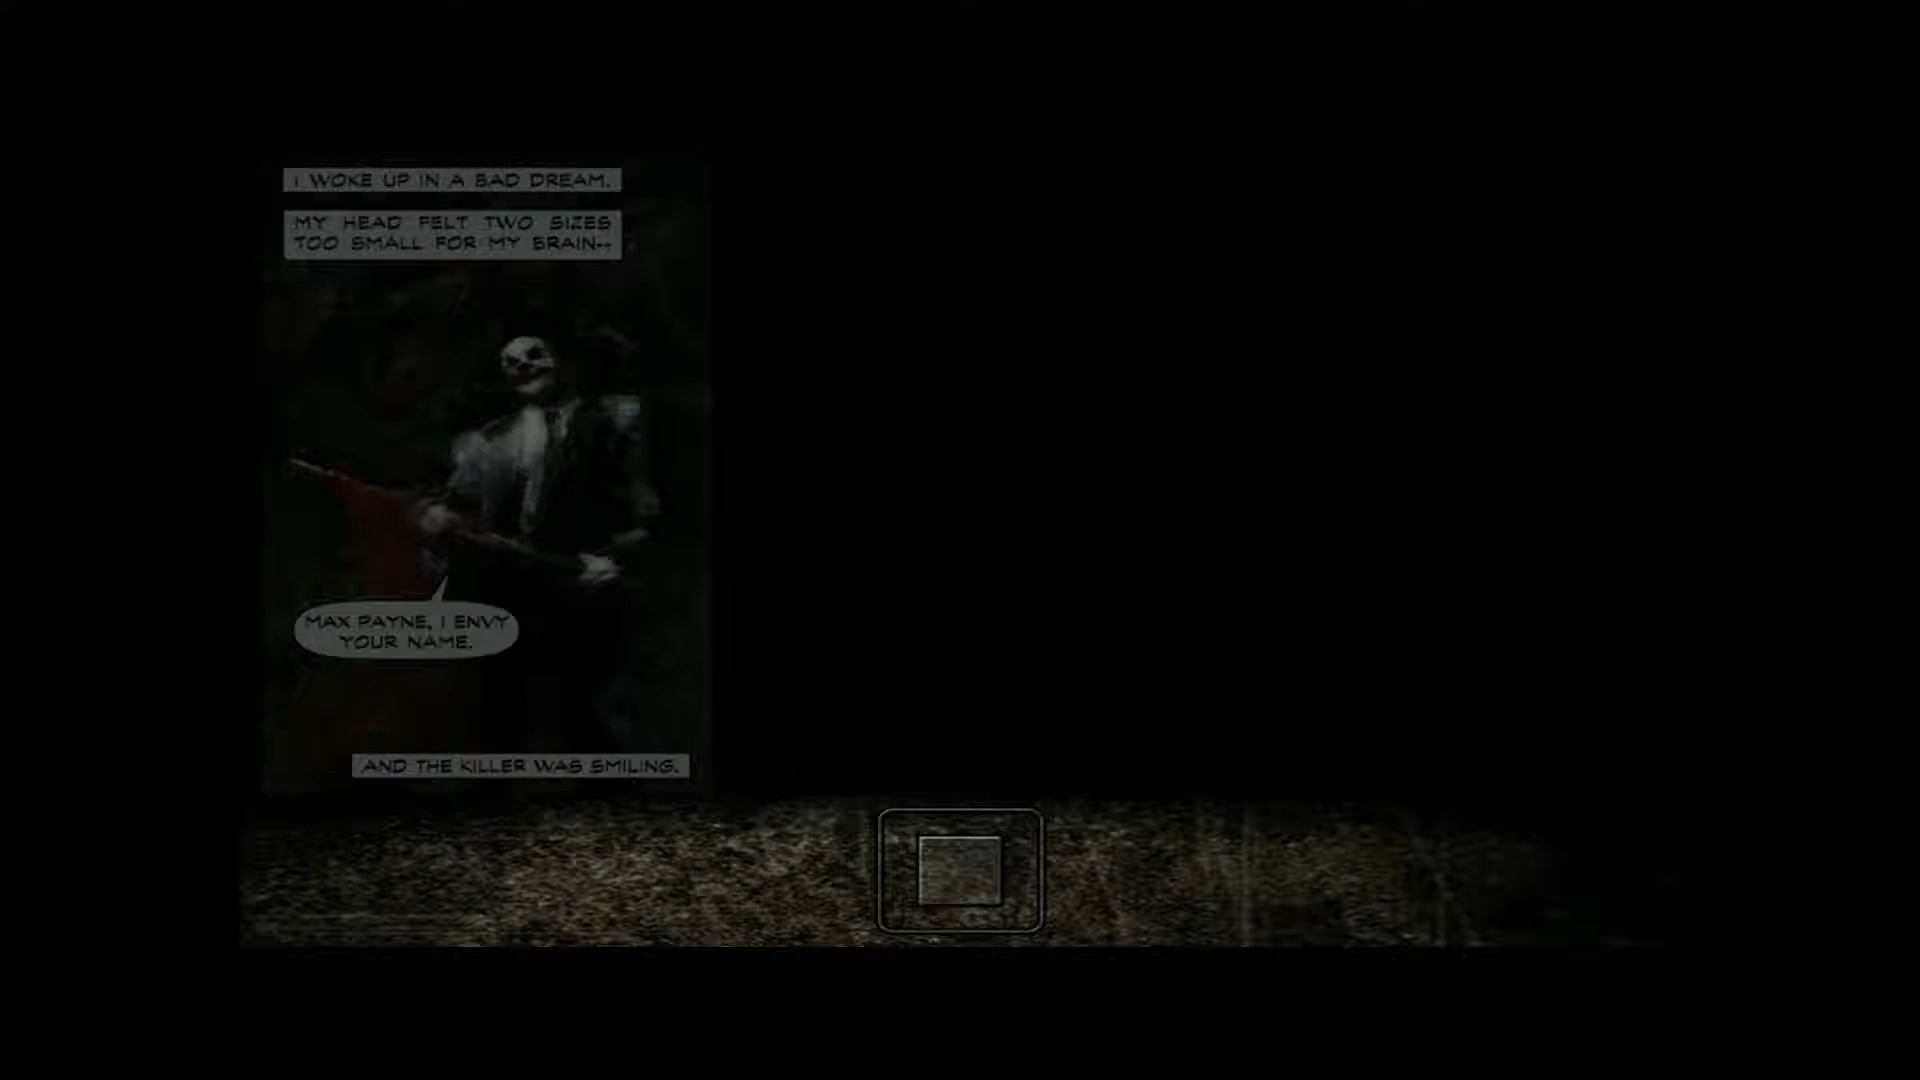 I WOKE UP IN A BAD DREAM.
MY HEAD FELT TWO SIZES
TOO SMALL FOR MY BRAIN--
MAX PAYNE, I ENVY
YOUR NAME.
AND THE KILLER WAS SMILING.